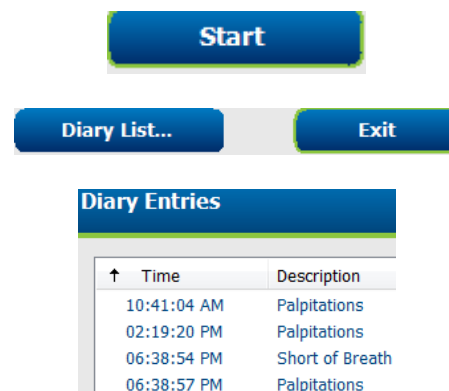 Start
Diary List... Exit
Diary Entries
↑ Time Description
10:41:04 AM Palpitations
02:19:20 PM Palpitations
06:38:54 PM Short of Breath
06:38:57 PM Palpitations